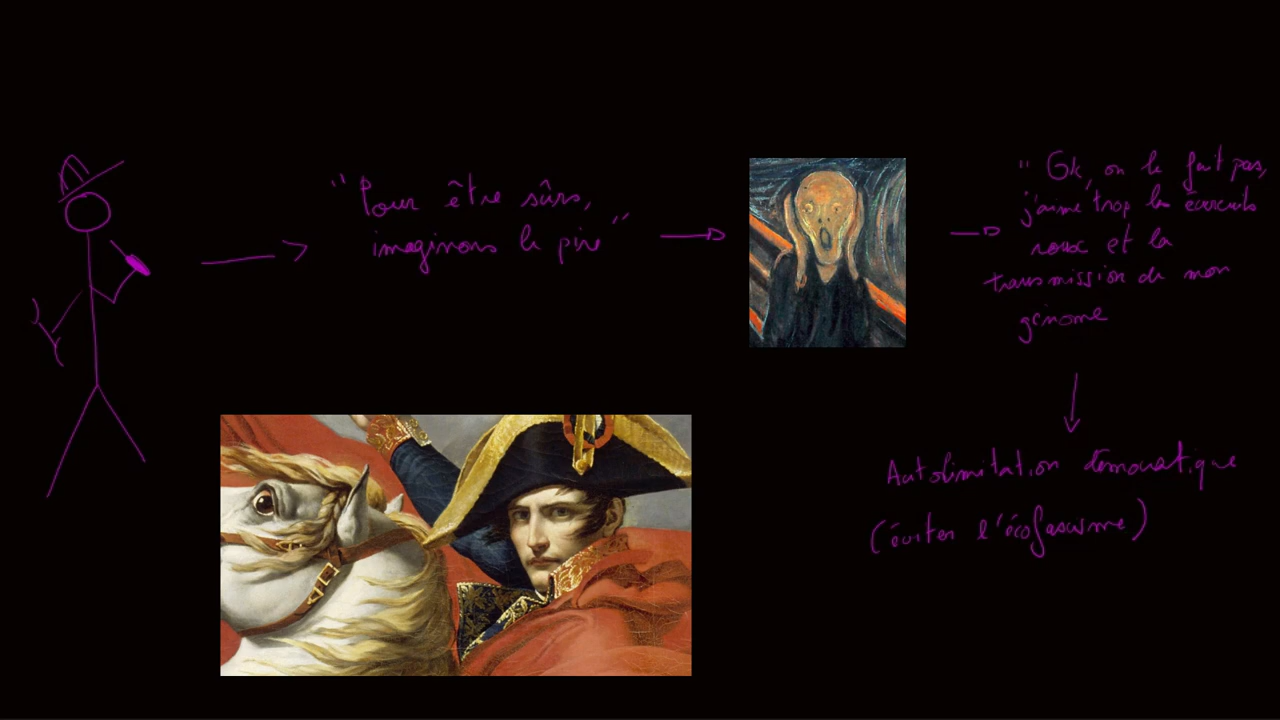 "Pour être sûrs,
imaginons le pire"
"Ok, on le fait pas,
j'aime trop les écureuils
roux et la
transmission de mon
génome
Autolimitation démocratique
(éviter l'écofascisme)